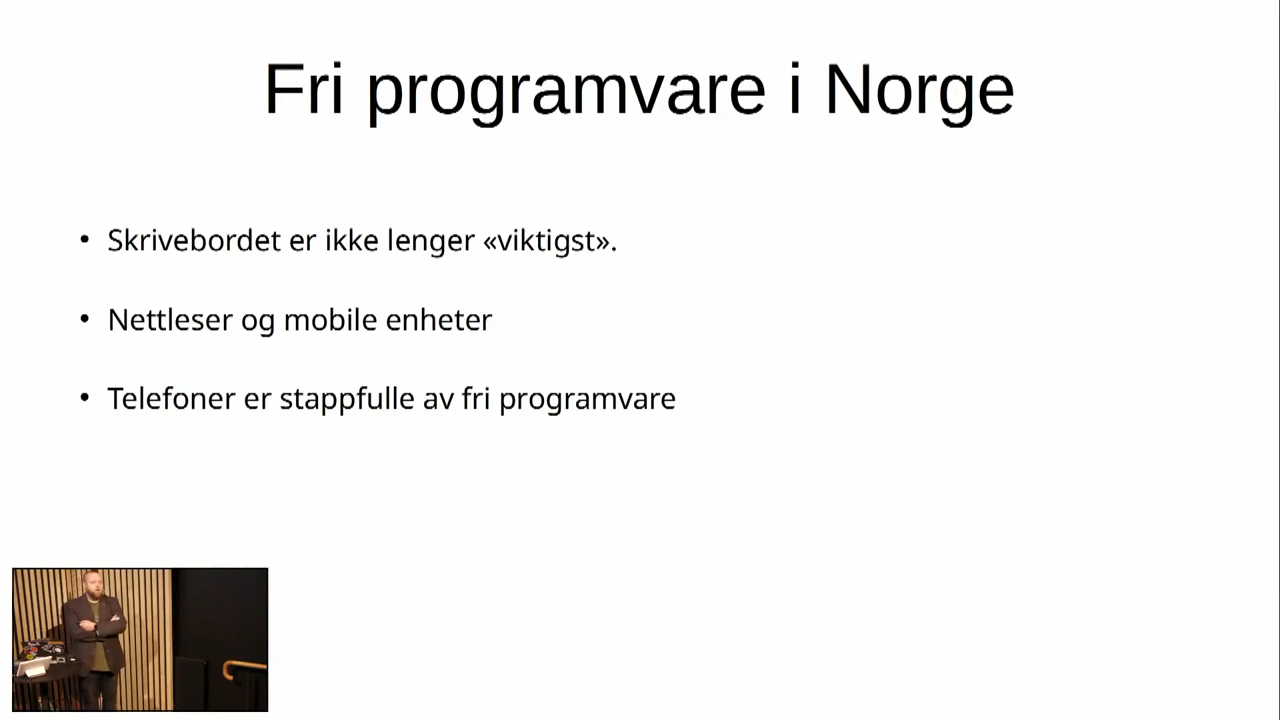 Fri programvare i Norge
• Skrivebordet er ikke lenger «viktigst».
• Nettleser og mobile enheter
• Telefoner er stappfulle av fri programvare